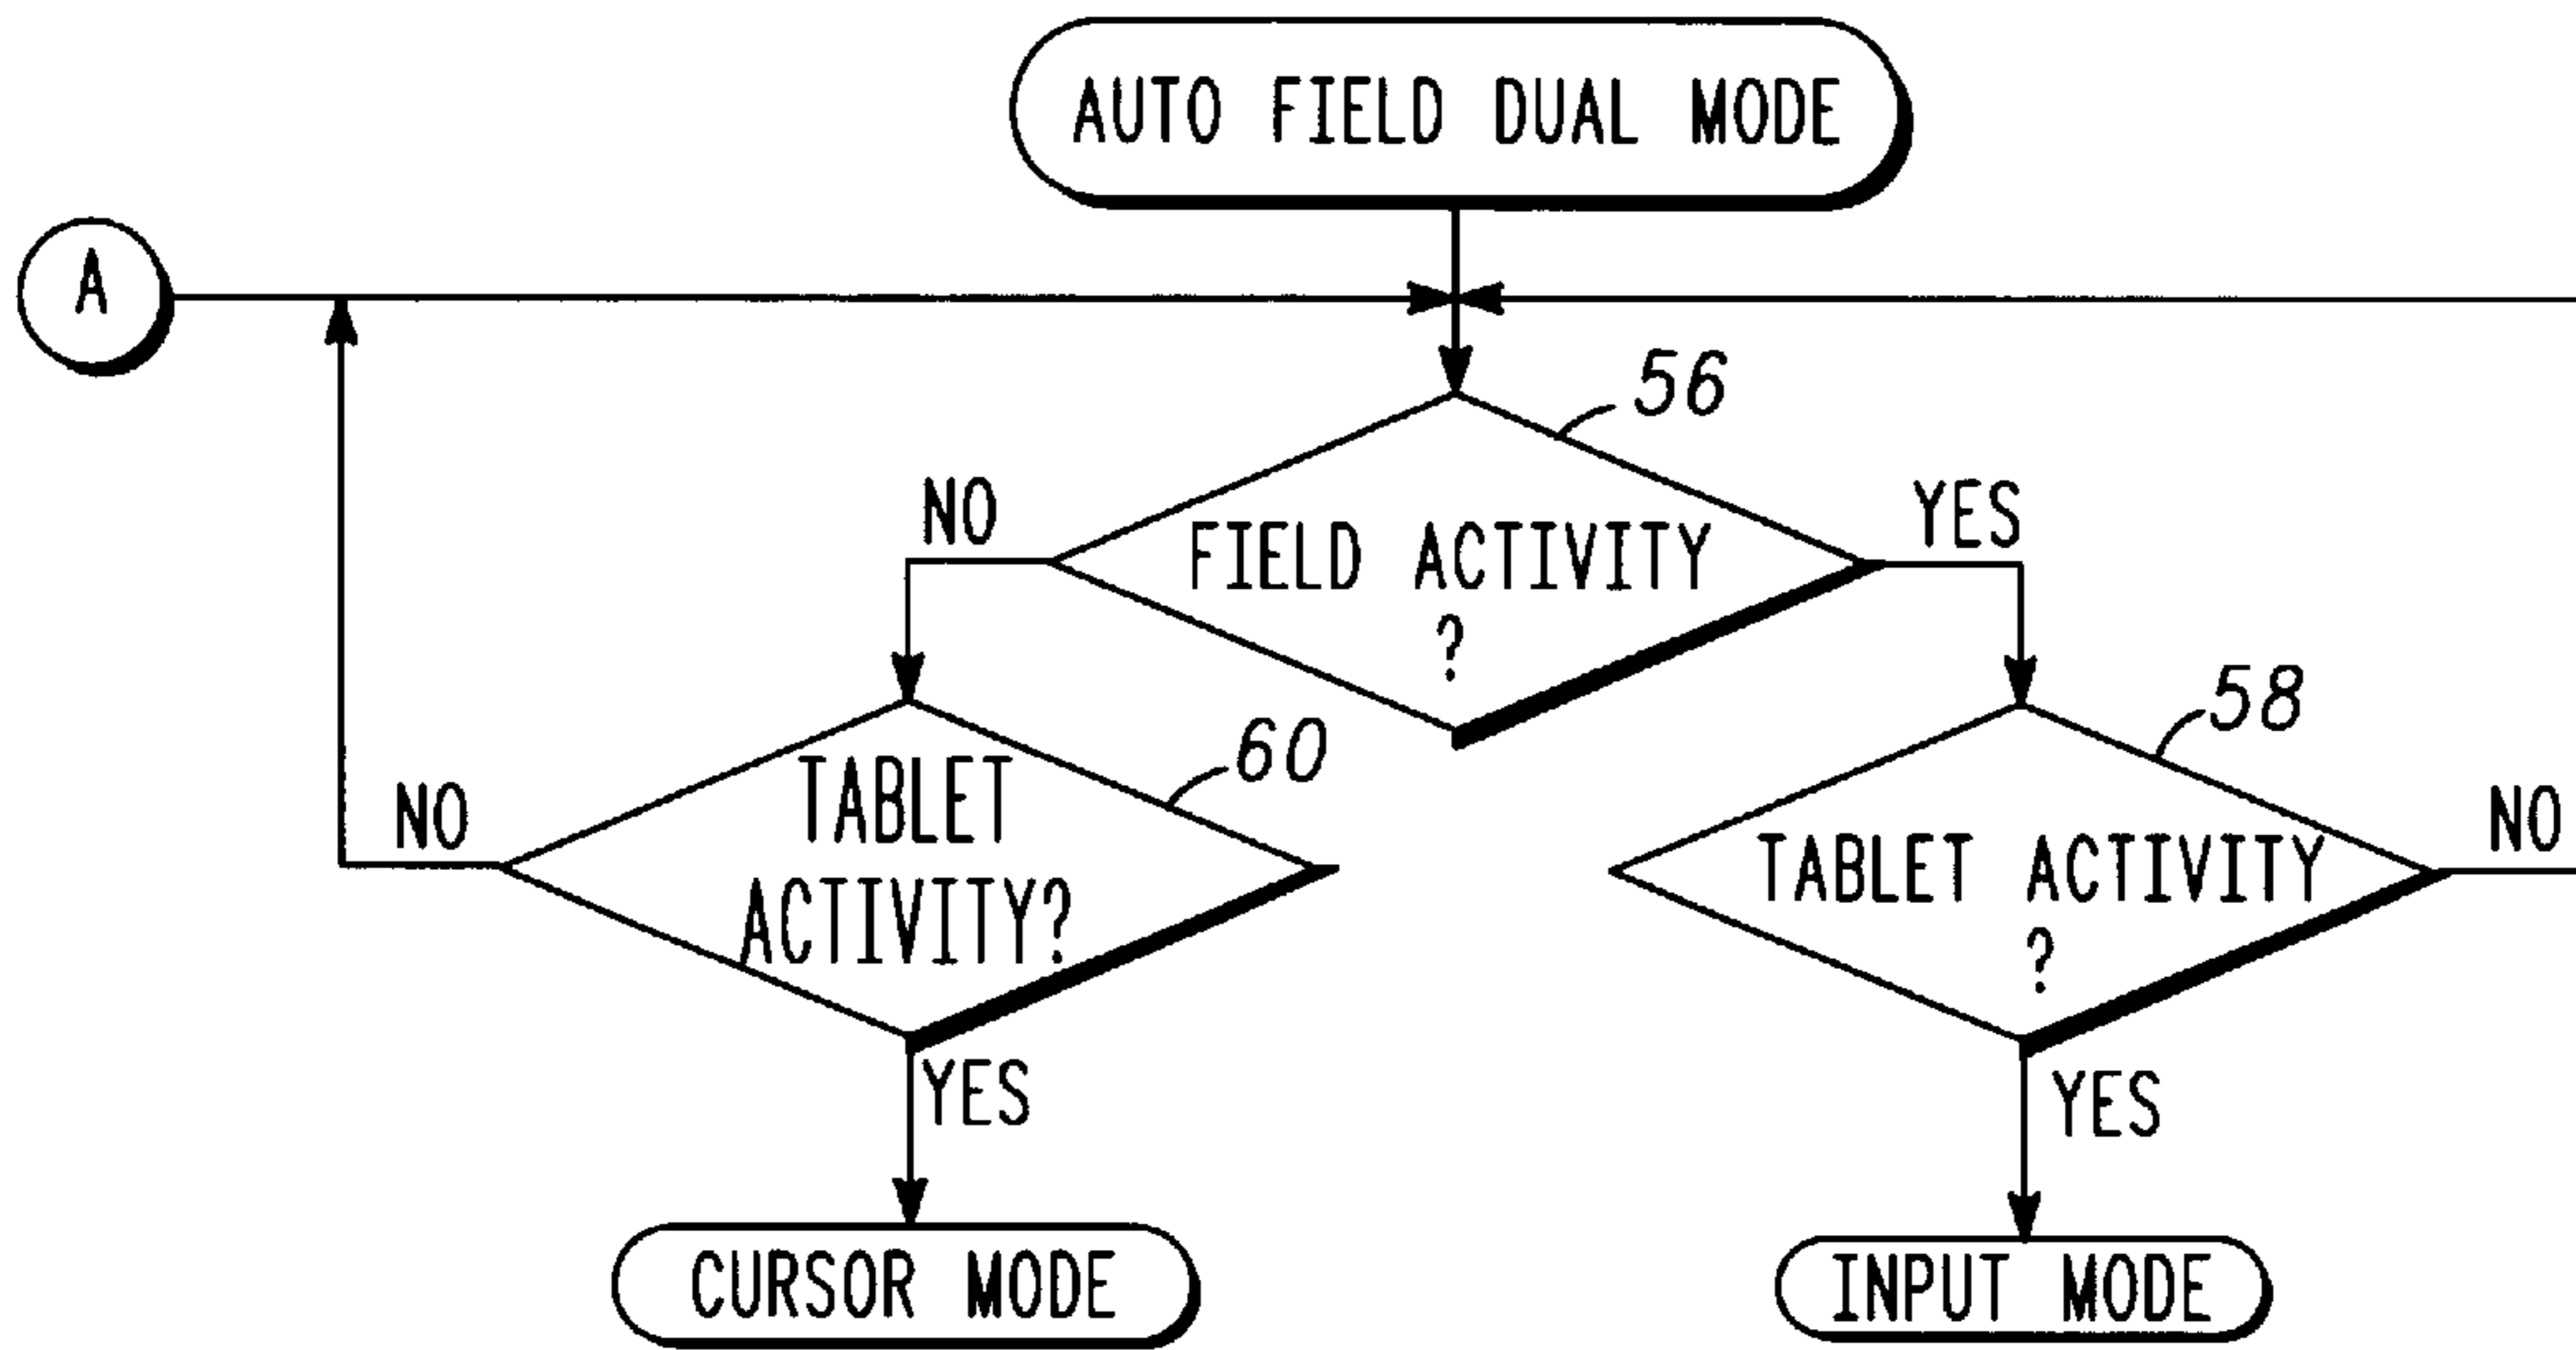 AUTO FIELD DUAL MODE
A
56
NO
YES
FIELD ACTIVITY
?
58
60
TABLET
ACTIVITY?
NO
TABLET ACTIVITY
?
NO
YES
YES
CURSOR MODE
INPUT MODE